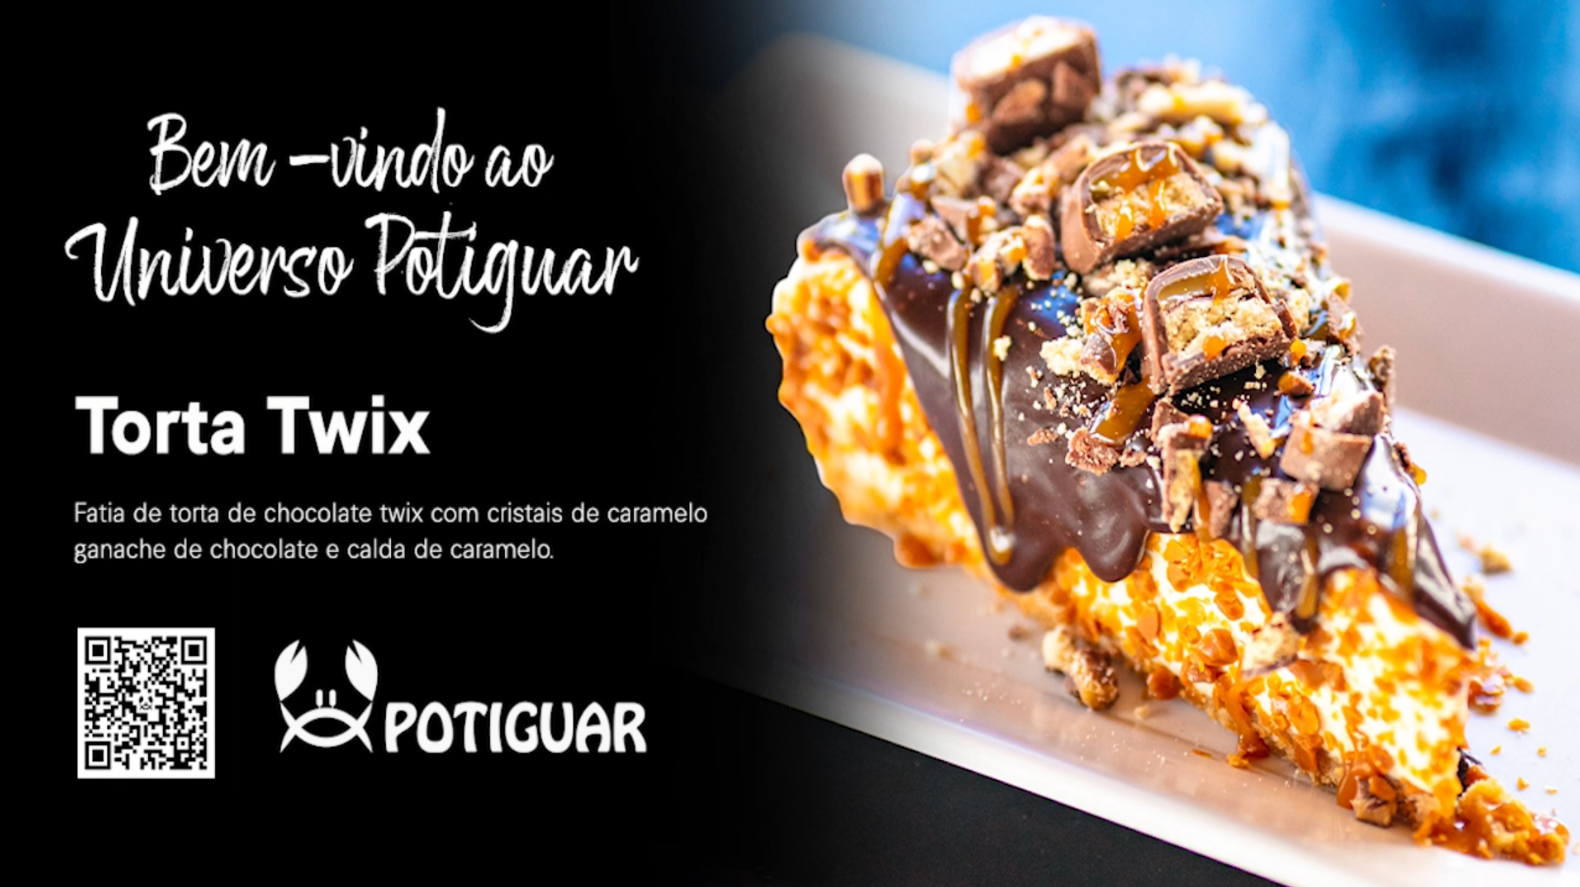 Bem -vindo ao
Universo Potiguar
Torta Twix
Fatia de torta de chocolate twix com cristais de caramelo
ganache de chocolate e calda de caramelo.
POTIGUAR